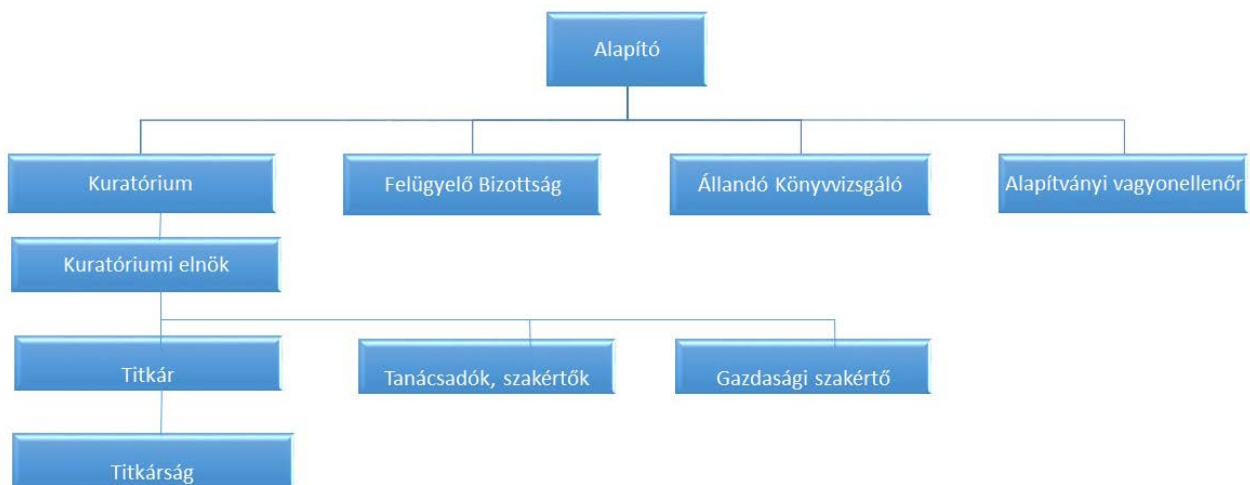 Alapító
Kuratórium
Felügyelő Bizottság
Állandó Könyvvizsgáló
Alapítványi vagyonellenőr
Kuratóriumi elnök
Titkár
Tanácsadók, szakértők
Gazdasági szakértő
Titkárság